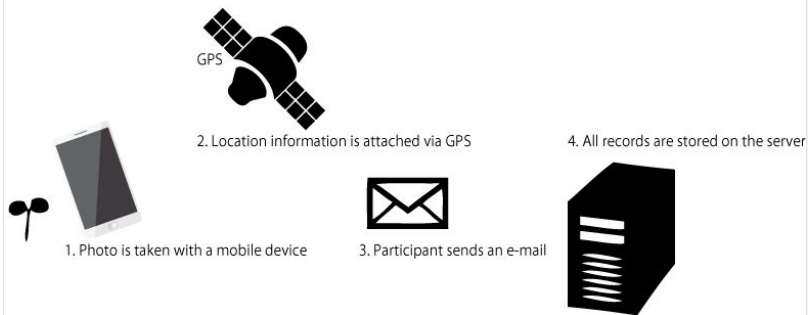 GPS
2. Location information is attached via GPS
4. All records are stored on the server
1. Photo is taken with a mobile device
3. Participant sends an e-mail